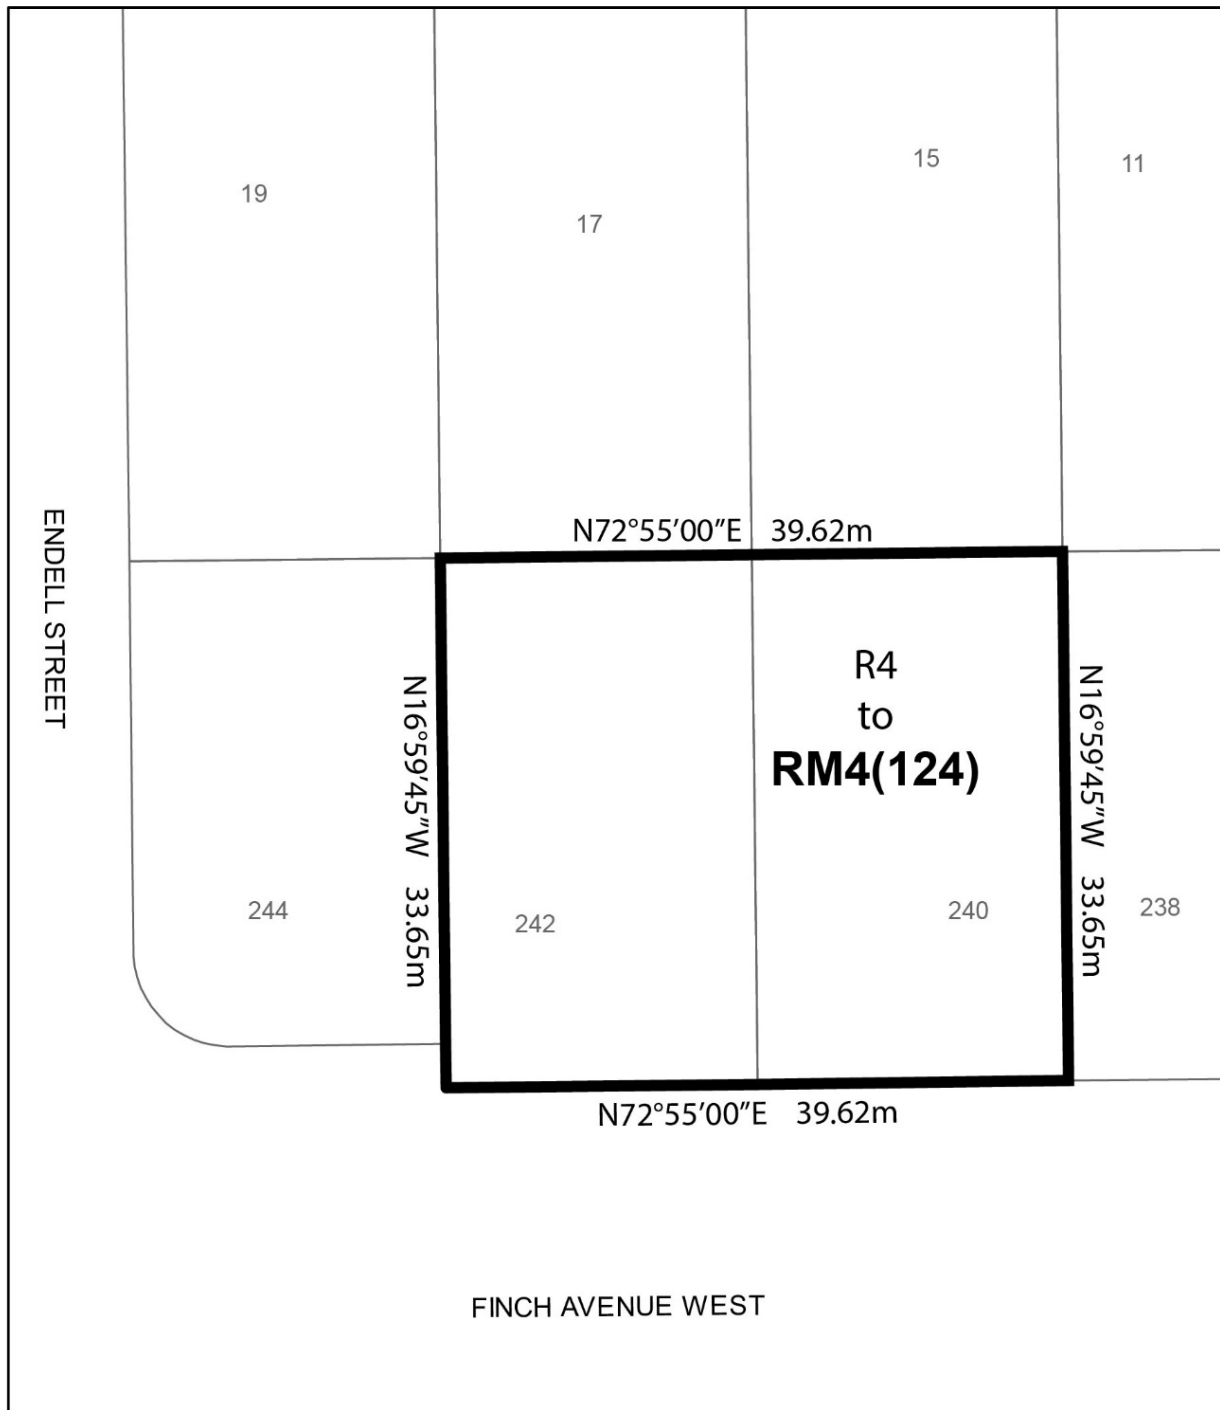 15
11
19
17
N72°55'00"E 39.62m
ENDELL STREET
R4
to
RM4(124)
N16°59'45"W 33.65m
N16°59'45"W 33.65m
244
242
240
238
N72°55'00"E 39.62m
FINCH AVENUE WEST